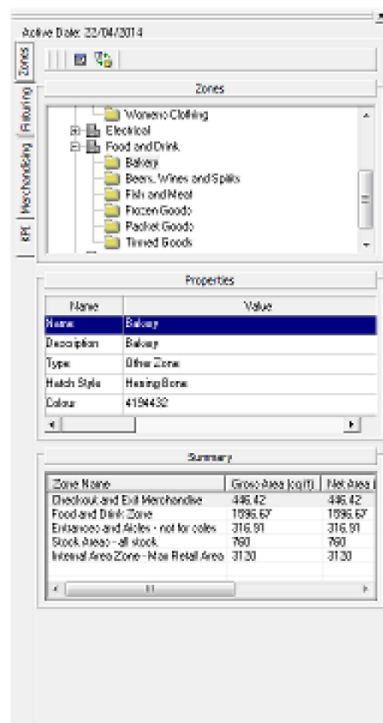 Active Date: 22/04/2014
Zones
Fixturing
Merchandising
KPI
Zones
Womens Clothing
Electrical
Food and Drink
Bakery
Beers, Wines and Spirits
Fish and Meat
Frozen Goods
Packet Goods
Tinned Goods
Properties
Name Value
Name Bakery
Description Bakery
Type Other Zone
Hatch Style Herring Bone
Colour 4194432
Summary
Zone Name Gross Area (sq ft) Net Area (
Checkout and Exit Merchandise 446.42 446.42
Food and Drink Zone 1896.67 1896.67
Entrances and Aisles - not for sales 316.91 316.91
Stock Areas - all stock 760 760
Internal Area Zone - Max Retail Area 3120 3120